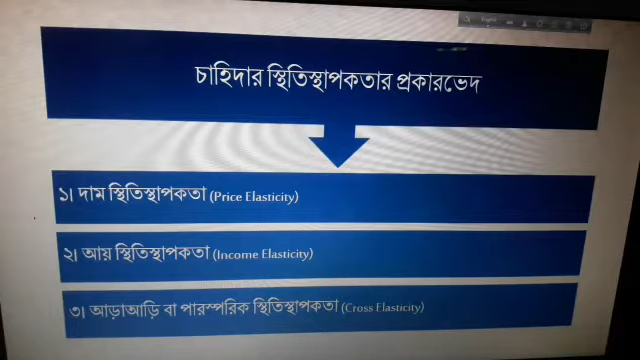 English
চাহিদার স্থিতিস্থাপকতার প্রকারভেদ
১। দাম স্থিতিস্থাপকতা (Price Elasticity)
২। আয় স্থিতিস্থাপকতা (Income Elasticity)
৩। আড়াআড়ি বা পারস্পরিক স্থিতিস্থাপকতা (Cross Elasticity)